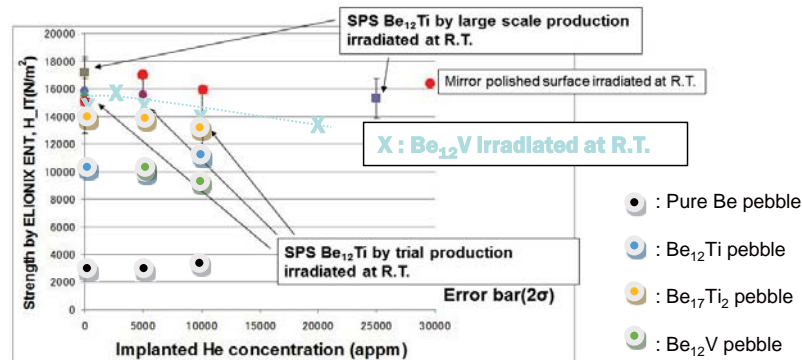 SPS Be₁₂Ti by large scale production
irradiated at R.T.
Mirror polished surface irradiated at R.T.
X : Be₁₂V irradiated at R.T.
X
X
X
X
X
SPS Be₁₂Ti by trial production
irradiated at R.T.
Error bar(2σ)
Strength by ELIONIX ENT, H_IT(N/m²)
20000
18000
16000
14000
12000
10000
8000
6000
4000
2000
0
0
5000
10000
15000
20000
25000
30000
Implanted He concentration (appm)
: Pure Be pebble
: Be₁₂Ti pebble
: Be₁₇Ti₂ pebble
: Be₁₂V pebble